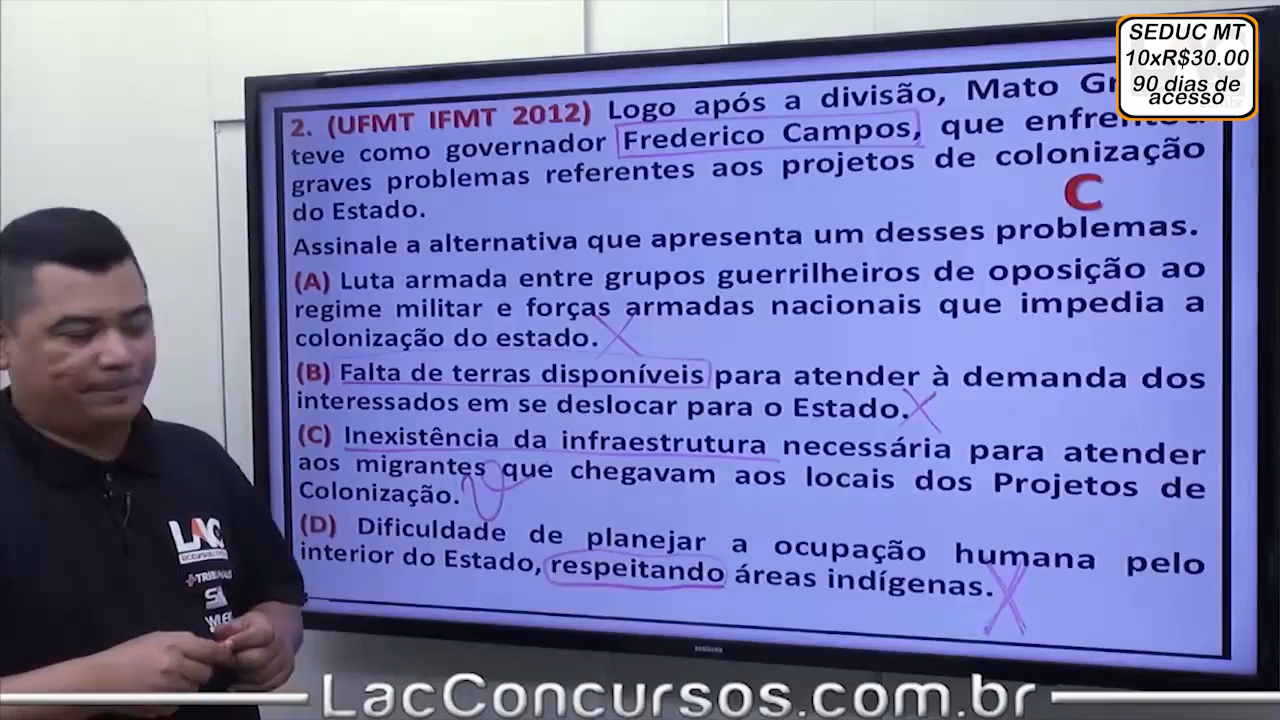 SEDUC MT
10xR$30.00
90 dias de
acesso
2. (UFMT IFMT 2012) Logo após a divisão, Mato
teve como governador Frederico Campos, que
graves problemas referentes aos projetos de colonização
do Estado.
C
Assinale a alternativa que apresenta um desses problemas.
(A) Luta armada entre grupos guerrilheiros de oposição ao
regime militar e forças armadas nacionais que impedia a
colonização do estado.
(B) Falta de terras disponíveis para atender à demanda dos
interessados em se deslocar para o Estado.
(C) Inexistência da infraestrutura necessária para atender
aos migrantes que chegavam aos locais dos Projetos de
Colonização.
(D) Dificuldade de planejar a ocupação humana pelo
interior do Estado, respeitando áreas indígenas.
LAC
SAMSUNG
LacConcursos.com.br